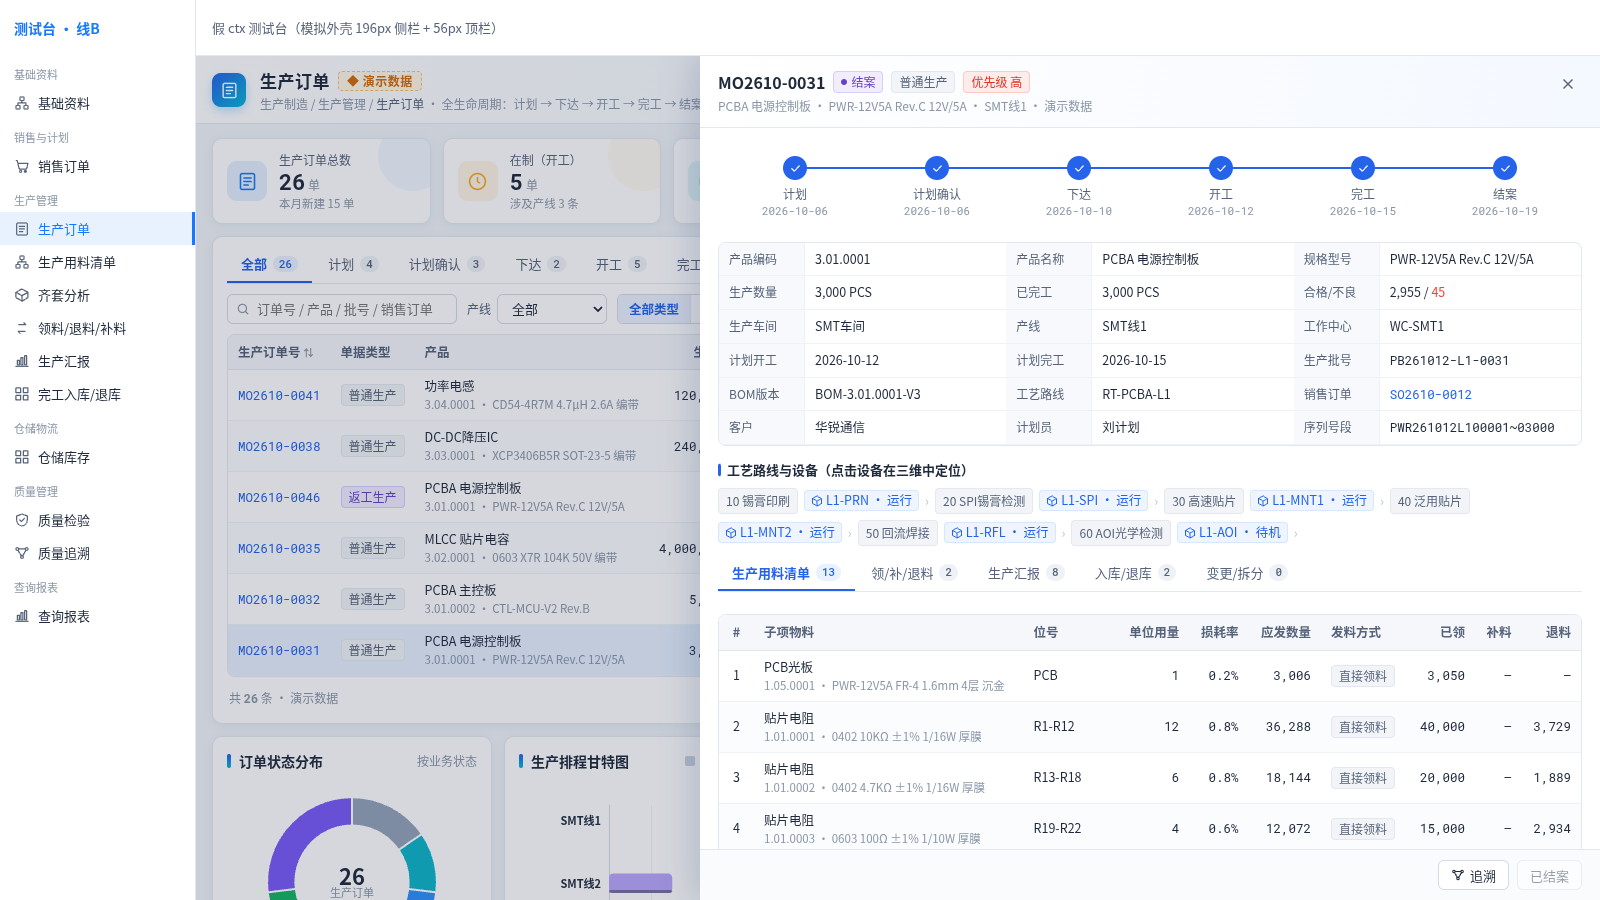 测试台 · 线B
假 ctx 测试台（模拟外壳 196px 侧栏 + 56px 顶栏）
基础资料
基础资料
销售与计划
销售订单
生产管理
生产订单
生产用料清单
齐套分析
领料/退料/补料
生产汇报
完工入库/退库
仓储物流
仓储库存
质量管理
质量检验
质量追溯
查询报表
查询报表
生产订单 ◆ 演示数据
生产制造 / 生产管理 / 生产订单 · 全生命周期：计划 → 下达 → 开工 → 完工 → 结案
生产订单总数
26 单
本月新建 15 单
在制（开工）
5 单
涉及产线 3 条
全部 26 计划 4 计划确认 3 下达 2 开工 5 完工
订单号 / 产品 / 批号 / 销售订单 产线 全部 全部类型
生产订单号 单据类型 产品
MO2610-0041 普通生产 功率电感 120,
3.04.0001 · CD54-4R7M 4.7μH 2.6A 编带
MO2610-0038 普通生产 DC-DC降压IC 240,
3.03.0001 · XCP3406B5R SOT-23-5 编带
MO2610-0046 返工生产 PCBA 电源控制板
3.01.0001 · PWR-12V5A Rev.C 12V/5A
MO2610-0035 普通生产 MLCC 贴片电容 4,000,
3.02.0001 · 0603 X7R 104K 50V 编带
MO2610-0032 普通生产 PCBA 主控板 5,
3.01.0002 · CTL-MCU-V2 Rev.B
MO2610-0031 普通生产 PCBA 电源控制板 3,
3.01.0001 · PWR-12V5A Rev.C 12V/5A
共 26 条 · 演示数据
订单状态分布 按业务状态
26
生产订单
生产排程甘特图
SMT线1
SMT线2
MO2610-0031 结案 普通生产 优先级 高
PCBA 电源控制板 · PWR-12V5A Rev.C 12V/5A · SMT线1 · 演示数据
计划 计划确认 下达 开工 完工 结案
2026-10-06 2026-10-06 2026-10-10 2026-10-12 2026-10-15 2026-10-19
产品编码 3.01.0001 产品名称 PCBA 电源控制板 规格型号 PWR-12V5A Rev.C 12V/5A
生产数量 3,000 PCS 已完工 3,000 PCS 合格/不良 2,955 / 45
生产车间 SMT车间 产线 SMT线1 工作中心 WC-SMT1
计划开工 2026-10-12 计划完工 2026-10-15 生产批号 PB261012-L1-0031
BOM版本 BOM-3.01.0001-V3 工艺路线 RT-PCBA-L1 销售订单 SO2610-0012
客户 华锐通信 计划员 刘计划 序列号段 PWR261012L100001~03000
工艺路线与设备（点击设备在三维中定位）
10 锡膏印刷 L1-PRN · 运行 › 20 SPI锡膏检测 L1-SPI · 运行 › 30 高速贴片 L1-MNT1 · 运行 › 40 泛用贴片
L1-MNT2 · 运行 › 50 回流焊接 L1-RFL · 运行 › 60 AOI光学检测 L1-AOI · 待机 ›
生产用料清单 13 领/补/退料 2 生产汇报 8 入库/退库 2 变更/拆分 0
# 子项物料 位号 单位用量 损耗率 应发数量 发料方式 已领 补料 退料
1 PCB光板 PCB 1 0.2% 3,006 直接领料 3,050 – –
1.05.0001 · PWR-12V5A FR-4 1.6mm 4层 沉金
2 贴片电阻 R1-R12 12 0.8% 36,288 直接领料 40,000 – 3,729
1.01.0001 · 0402 10KΩ ±1% 1/16W 厚膜
3 贴片电阻 R13-R18 6 0.8% 18,144 直接领料 20,000 – 1,889
1.01.0002 · 0402 4.7KΩ ±1% 1/16W 厚膜
4 贴片电阻 R19-R22 4 0.6% 12,072 直接领料 15,000 – 2,934
1.01.0003 · 0603 100Ω ±1% 1/10W 厚膜
追溯 已结案